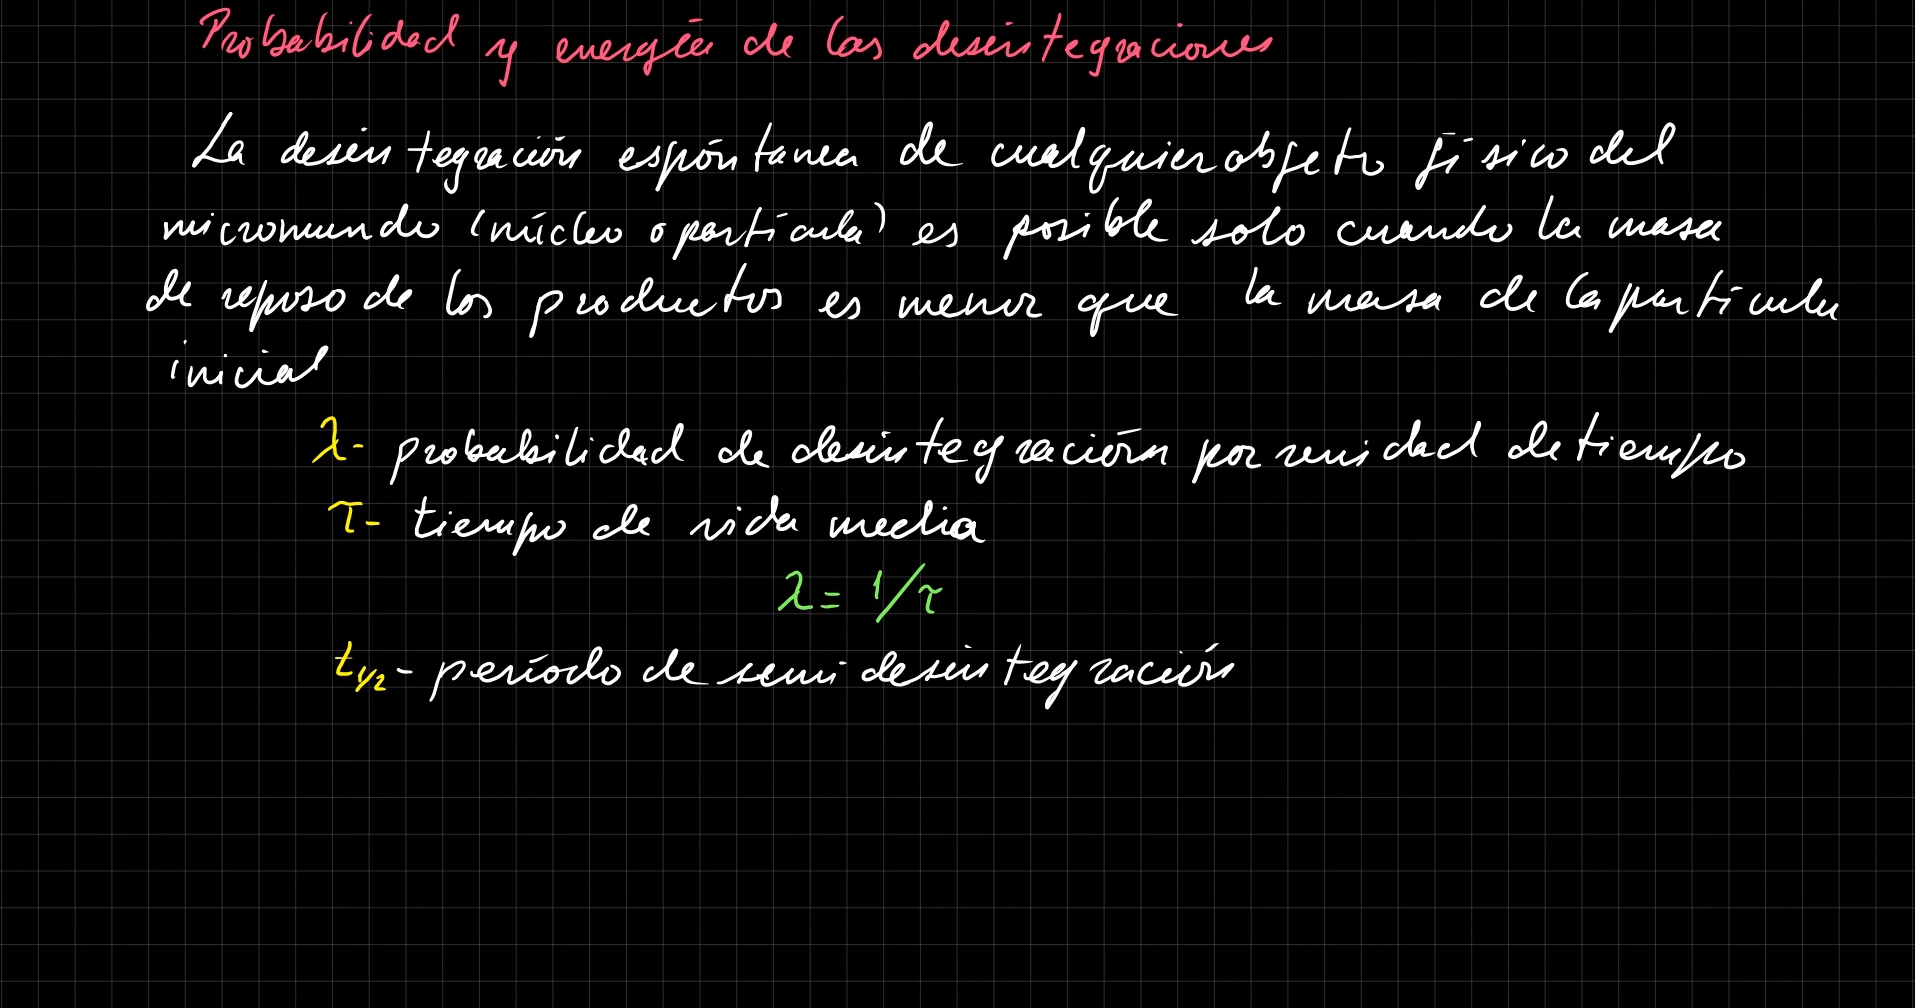 Probabilidad y energía de las desintegraciones
La desintegración espontanea de cualquier objeto físico del
micromundo (núcleo o partícula) es posible solo cuando la masa
de reposo de los productos es menor que la masa de la partícula
inicial
λ- probabilidad de desintegración por unidad de tiempo
τ- tiempo de vida media
λ = 1/τ
t1/2 - período de semi desintegración